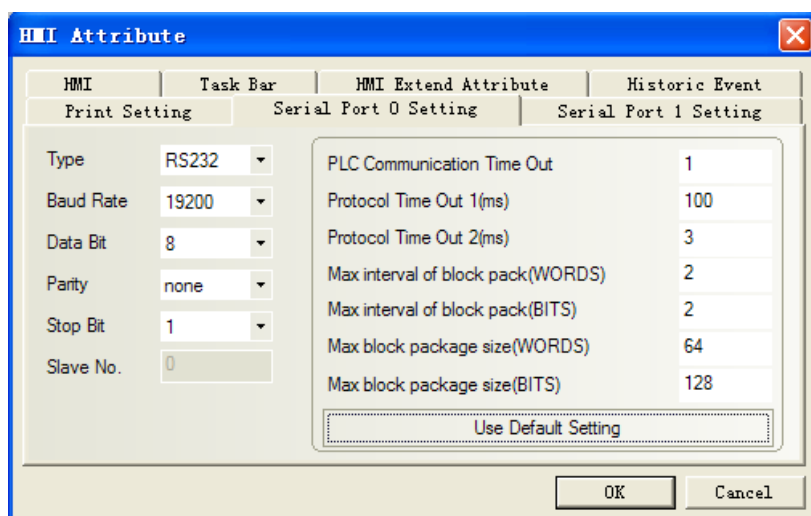 HMI Attribute
HMI Task Bar HMI Extend Attribute Historic Event
Print Setting Serial Port 0 Setting Serial Port 1 Setting
Type RS232
Baud Rate 19200
Data Bit 8
Parity none
Stop Bit 1
Slave No. 0
PLC Communication Time Out 1
Protocol Time Out 1(ms) 100
Protocol Time Out 2(ms) 3
Max interval of block pack(WORDS) 2
Max interval of block pack(BITS) 2
Max block package size(WORDS) 64
Max block package size(BITS) 128
Use Default Setting
OK Cancel